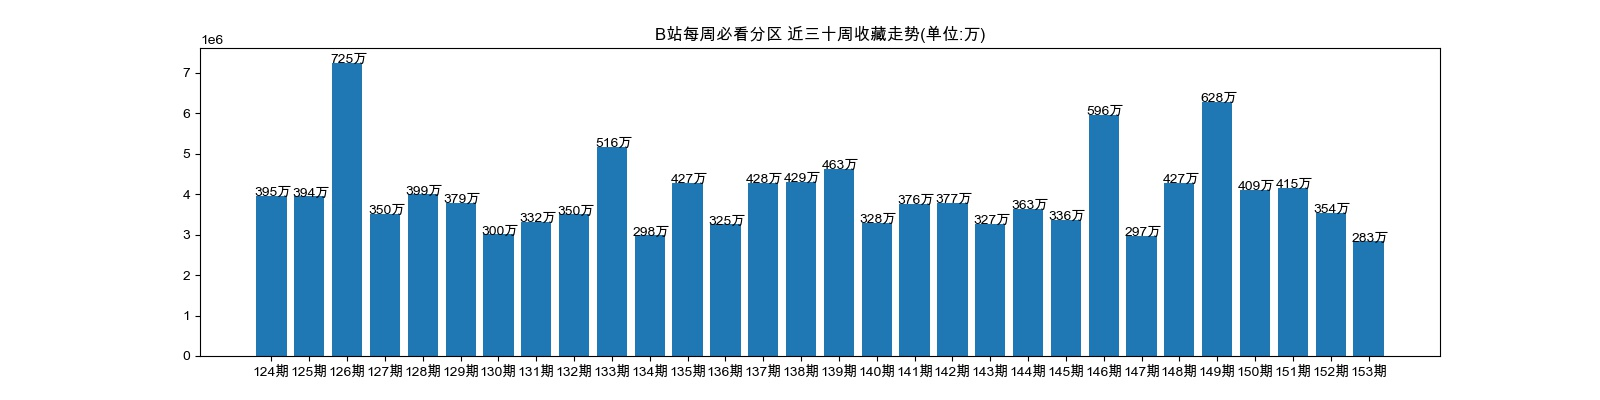 B站每周必看分区 近三十周收藏走势(单位:万)
1e6
7
6
5
4
3
2
1
0
395万
394万
725万
350万
399万
379万
300万
332万
350万
516万
298万
427万
325万
428万
429万
463万
328万
376万
377万
327万
363万
336万
596万
297万
427万
628万
409万
415万
354万
283万
124期 125期 126期 127期 128期 129期 130期 131期 132期 133期 134期 135期 136期 137期 138期 139期 140期 141期 142期 143期 144期 145期 146期 147期 148期 149期 150期 151期 152期 153期